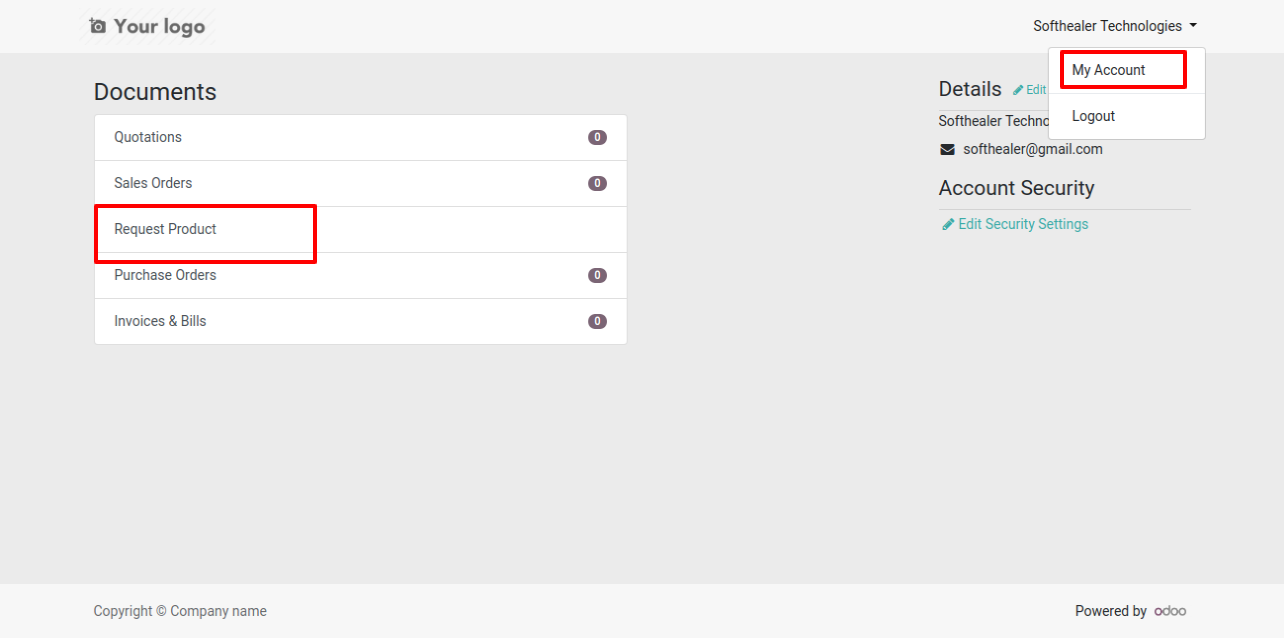 Your logo
Softhealer Technologies
My Account
Logout
Documents
Quotations 0
Sales Orders 0
Request Product
Purchase Orders 0
Invoices & Bills 0
Details Edit
Softhealer Techno
softhealer@gmail.com
Account Security
Edit Security Settings
Copyright © Company name
Powered by odoo